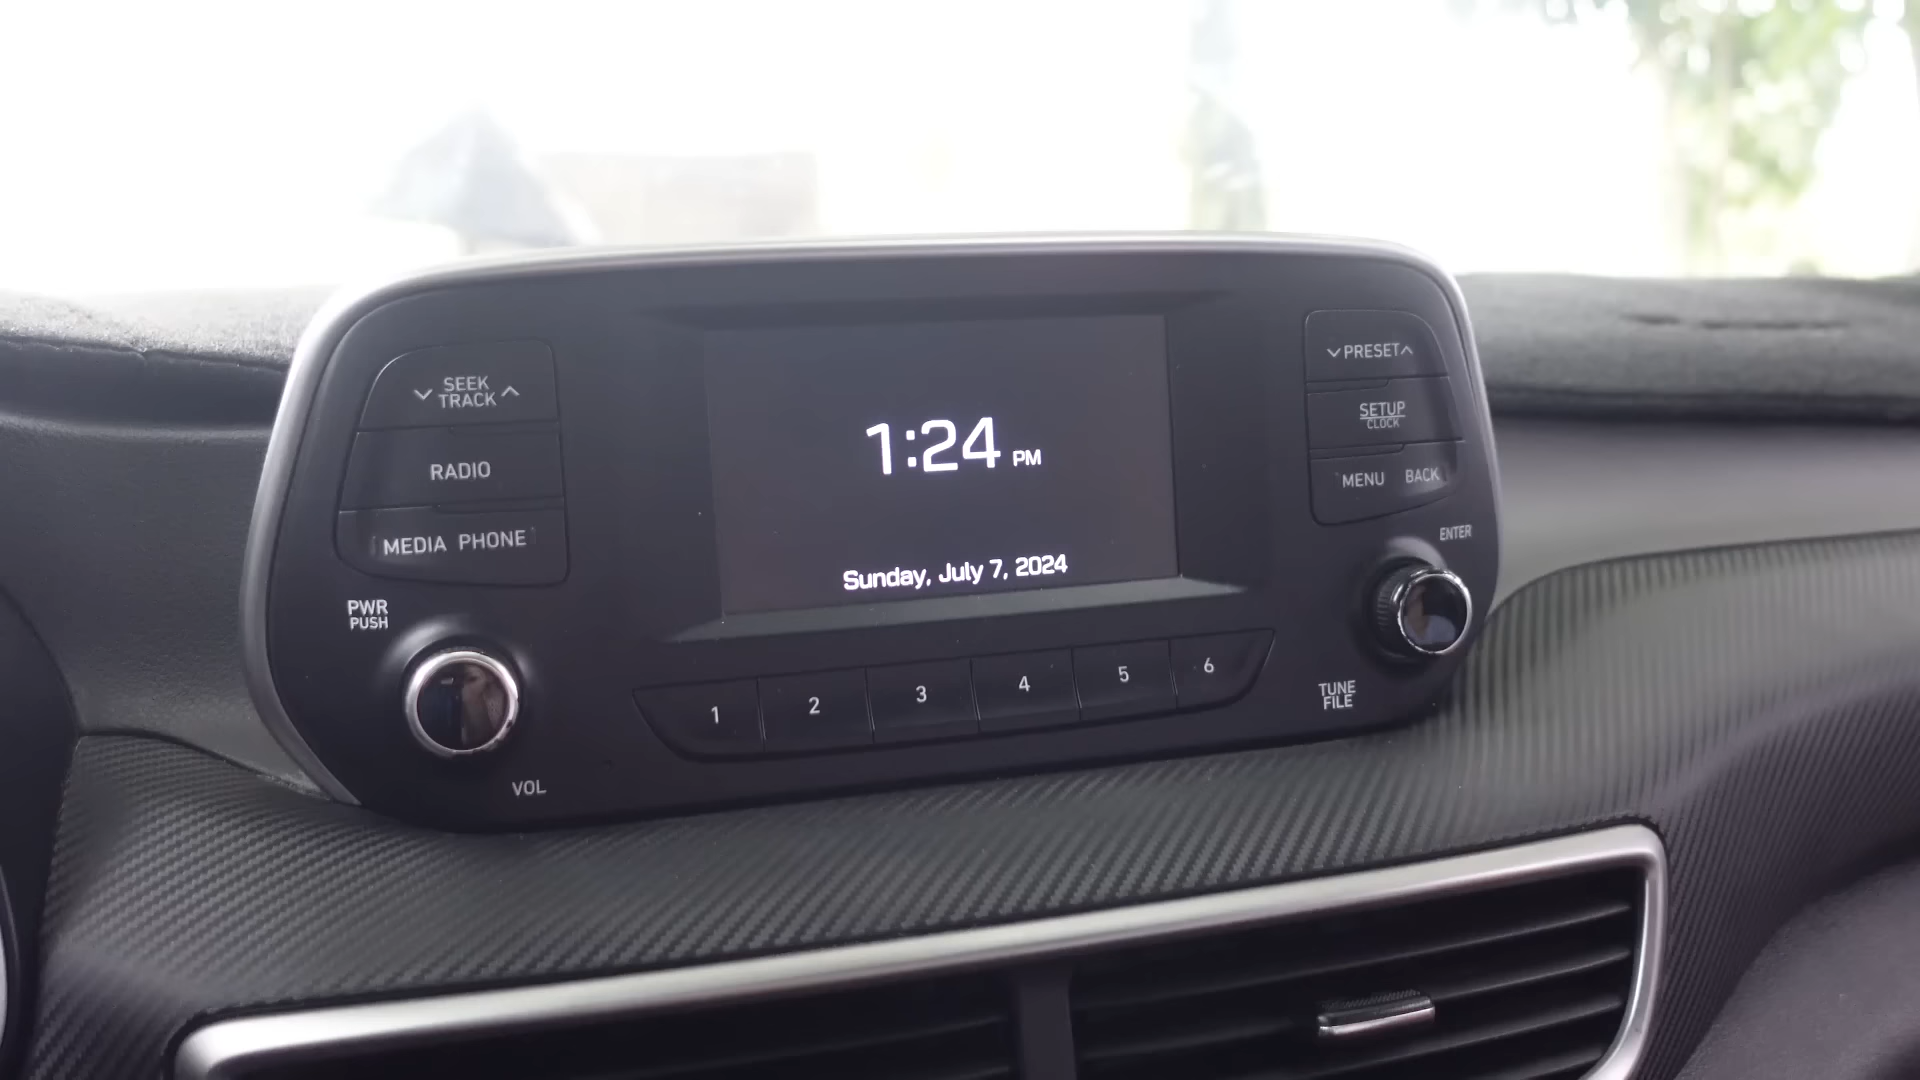 SEEK
TRACK
RADIO
MEDIA PHONE
PWR
PUSH
VOL
1:24 PM
Sunday, July 7, 2024
1 2 3 4 5 6
PRESET
SETUP
CLOCK
MENU BACK
ENTER
TUNE
FILE